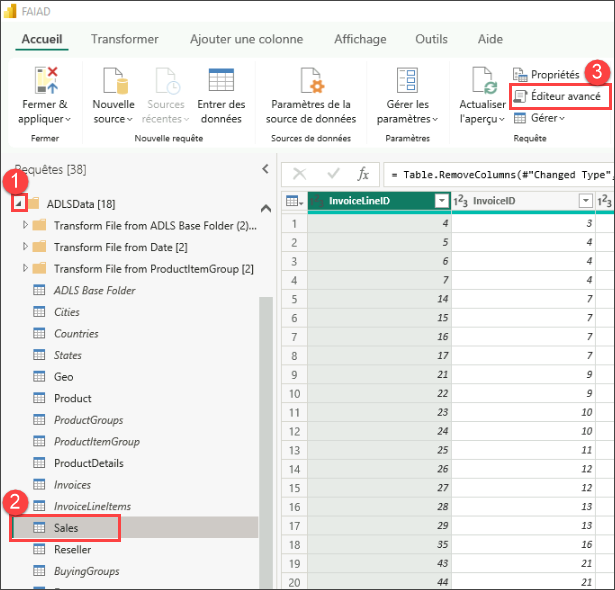 FAIAD
Accueil Transformer Ajouter une colonne Affichage Outils Aide
Fermer & appliquer
Nouvelle source
Sources récentes
Entrer des données
Paramètres de la source de données
Gérer les paramètres
Actualiser l'aperçu
Propriétés
3
Éditeur avancé
Gérer
Fermer Nouvelle requête Sources de données Paramètres Requête
Requêtes [38]
= Table.RemoveColumns(#"Changed Type",
1
ADLSData [18]
InvoiceLineID 1²3 InvoiceID 1²3
Transform File from ADLS Base Folder (2)...
Transform File from Date [2]
Transform File from ProductItemGroup [2]
ADLS Base Folder
Cities
Countries
States
Geo
Product
ProductGroups
ProductItemGroup
ProductDetails
Invoices
InvoiceLineItems
2
Sales
Reseller
BuyingGroups
1 4 3
2 5 4
3 6 4
4 7 4
5 14 7
6 15 7
7 16 7
8 17 7
9 21 9
10 22 9
11 23 10
12 24 10
13 25 11
14 26 12
15 27 12
16 28 13
17 29 13
18 35 16
19 43 21
20 44 21